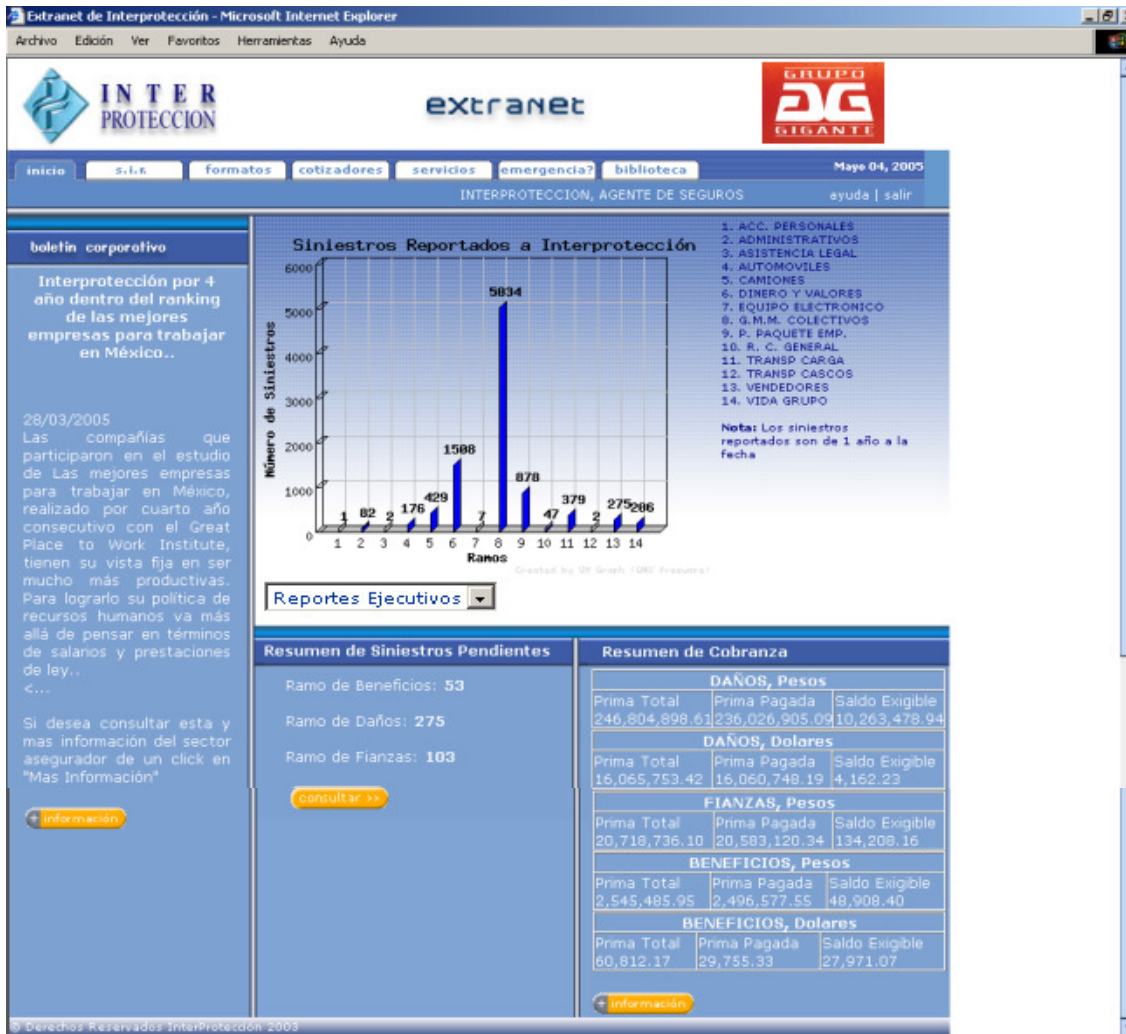 Extranet de Interprotección - Microsoft Internet Explorer
Archivo Edición Ver Favoritos Herramientas Ayuda
INTER
PROTECCION
extranet
GRUPO
GIGANTE
inicio s.i.r. formatos cotizadores servicios emergencia? biblioteca Mayo 04, 2005
INTERPROTECCION, AGENTE DE SEGUROS ayuda | salir
boletín corporativo
Interprotección por 4
año dentro del ranking
de las mejores
empresas para trabajar
en México..
28/03/2005
Las compañías que
participaron en el estudio
de Las mejores empresas
para trabajar en México,
realizado por cuarto año
consecutivo con el Great
Place to Work Institute,
tienen su vista fija en ser
mucho más productivas.
Para lograrlo su política de
recursos humanos va más
allá de pensar en términos
de salarios y prestaciones
de ley..
<...
Si desea consultar esta y
mas información del sector
asegurador de un click en
"Mas Información"
+ información
Siniestros Reportados a Interprotección
Número de Siniestros
6000
5000
4000
3000
2000
1000
0
1 82 2 176 429 1508 7 5034 878 47 379 2 275 206
1 2 3 4 5 6 7 8 9 10 11 12 13 14
Ramos
1. ACC. PERSONALES
2. ADMINISTRATIVOS
3. ASISTENCIA LEGAL
4. AUTOMOVILES
5. CAMIONES
6. DINERO Y VALORES
7. EQUIPO ELECTRONICO
8. G.M.M. COLECTIVOS
9. P. PAQUETE EMP.
10. R. C. GENERAL
11. TRANSP CARGA
12. TRANSP CASCOS
13. VENDEDORES
14. VIDA GRUPO
Nota: Los siniestros
reportados son de 1 año a la
fecha
Reportes Ejecutivos
Resumen de Siniestros Pendientes
Ramo de Beneficios: 53
Ramo de Daños: 275
Ramo de Fianzas: 103
consultar >>
Resumen de Cobranza
DAÑOS, Pesos
Prima Total Prima Pagada Saldo Exigible
246,804,898.61 236,026,905.09 10,263,478.94
DAÑOS, Dolares
Prima Total Prima Pagada Saldo Exigible
16,065,753.42 16,060,748.19 4,162.23
FIANZAS, Pesos
Prima Total Prima Pagada Saldo Exigible
20,718,736.10 20,583,120.34 134,208.16
BENEFICIOS, Pesos
Prima Total Prima Pagada Saldo Exigible
2,545,485.95 2,496,577.55 48,908.40
BENEFICIOS, Dolares
Prima Total Prima Pagada Saldo Exigible
60,812.17 29,755.33 27,971.07
+ información
© Derechos Reservados InterProtección 2003